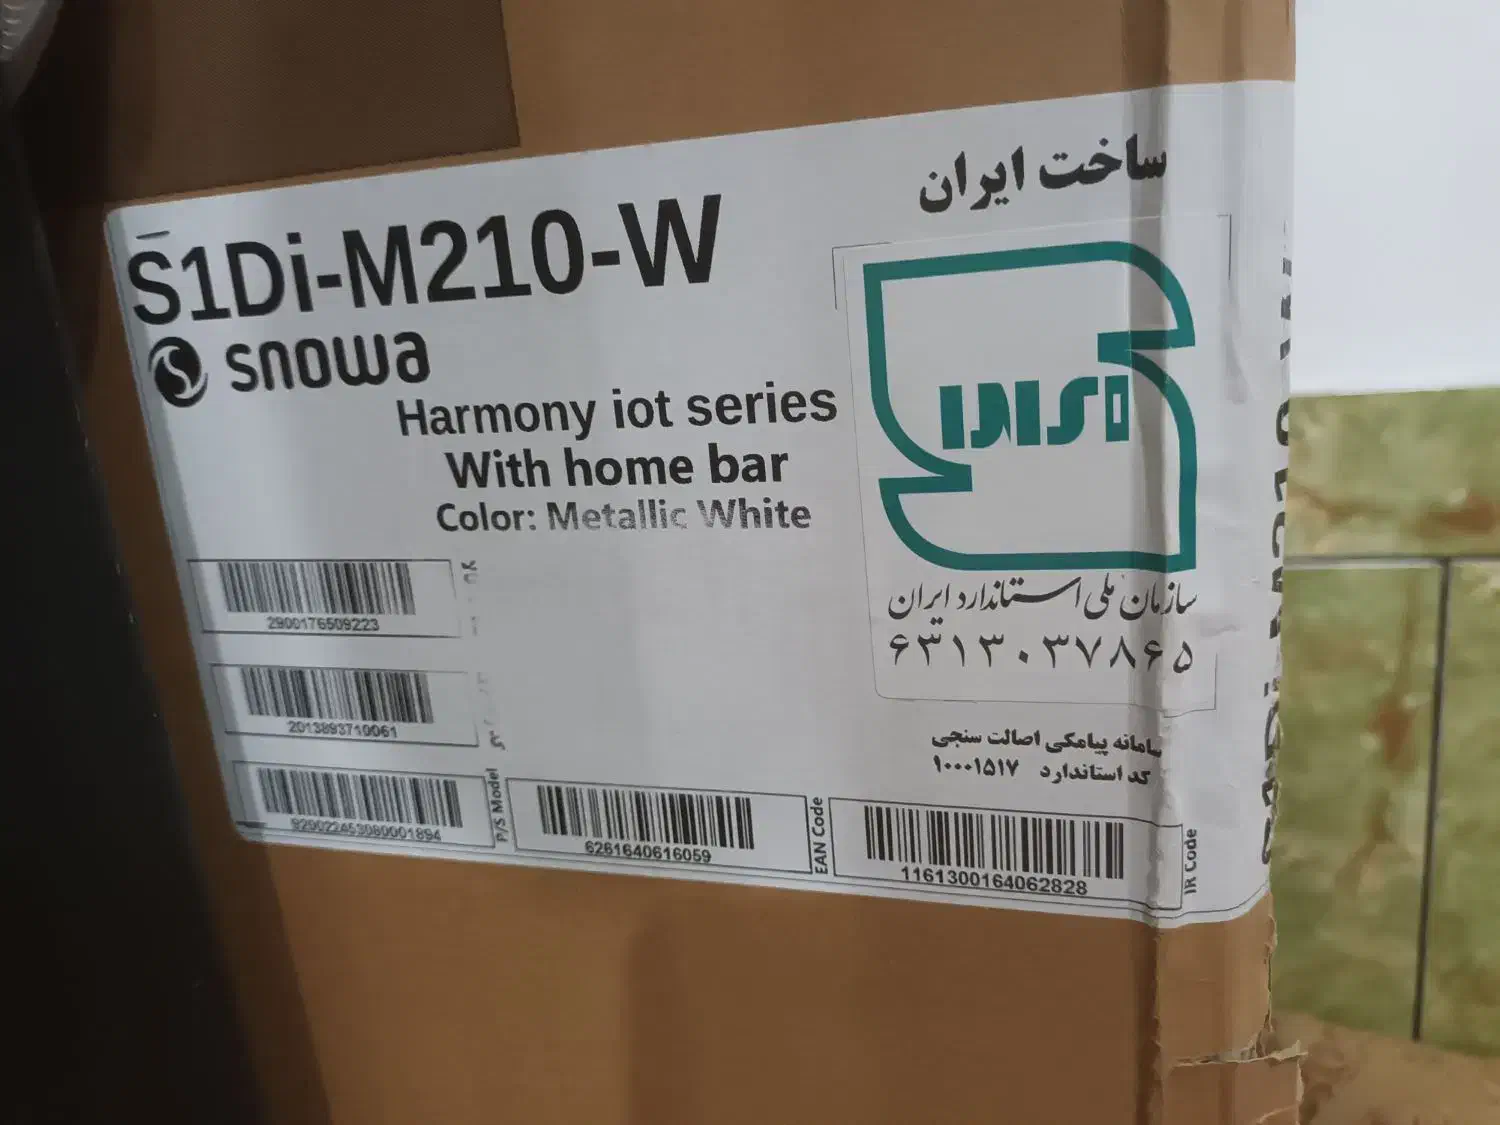 ساخت ایران
S1Di-M210-W
snowa
Harmony iot series
With home bar
Color: Metallic White
سازمان ملی استاندارد ایران
۶۳۱۳۰۳۷۸۶۵
سامانه پیامکی اصالت سنجی
کد استاندارد ۱۰۰۰۱۵۱۷
2900176509223
2013893710061
P/S Model
6261640616059
EAN Code
1161300164062828
IR Code